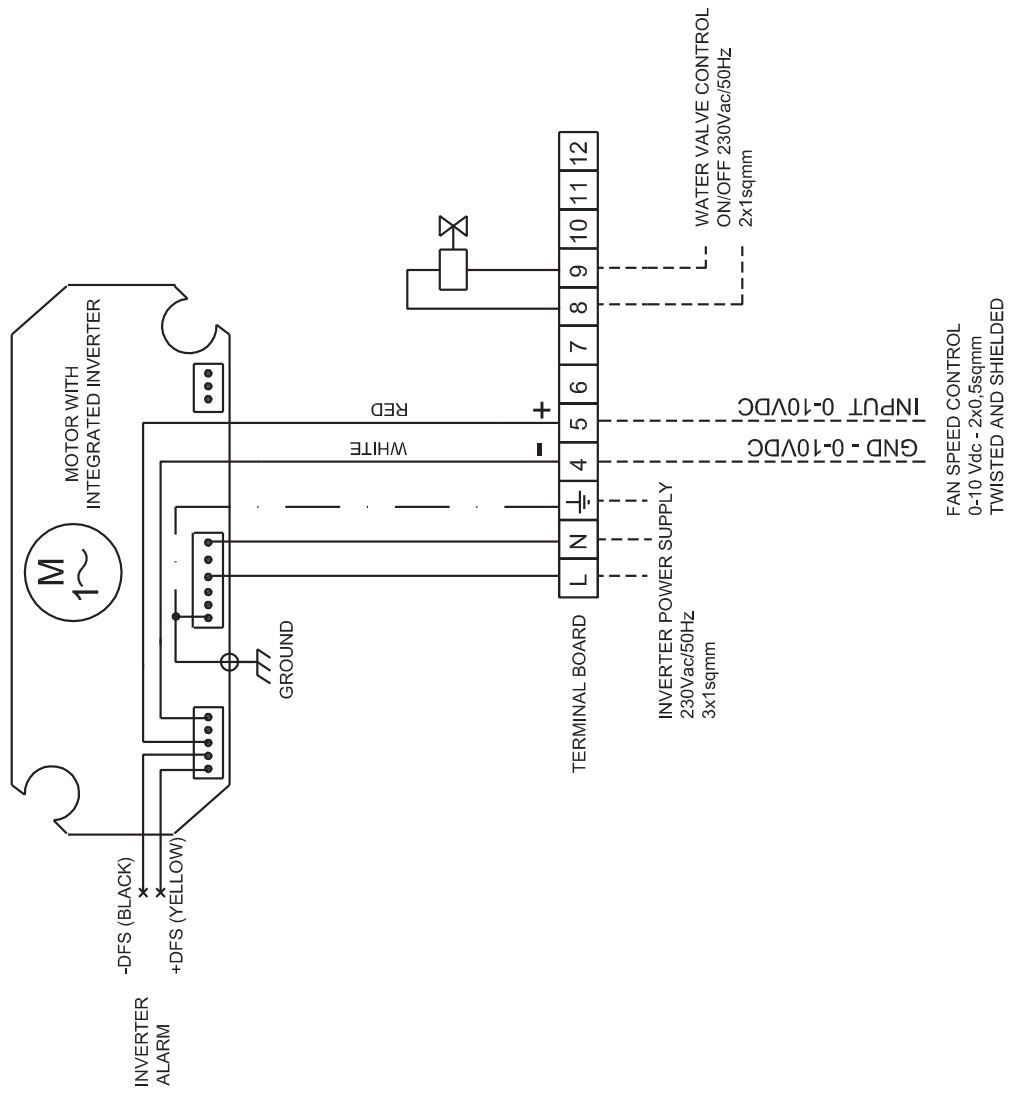 INVERTER
ALARM
-DFS (BLACK)
+DFS (YELLOW)
M
1~
MOTOR WITH
INTEGRATED INVERTER
GROUND
RED
WHITE
+
-
TERMINAL BOARD
L
N
4
5
6
7
8
9
10
11
12
INVERTER POWER SUPPLY
230Vac/50Hz
3x1sqmm
GND - 0-10VDC
INPUT 0-10VDC
FAN SPEED CONTROL
0-10 Vdc - 2x0,5sqmm
TWISTED AND SHIELDED
WATER VALVE CONTROL
ON/OFF 230Vac/50Hz
2x1sqmm